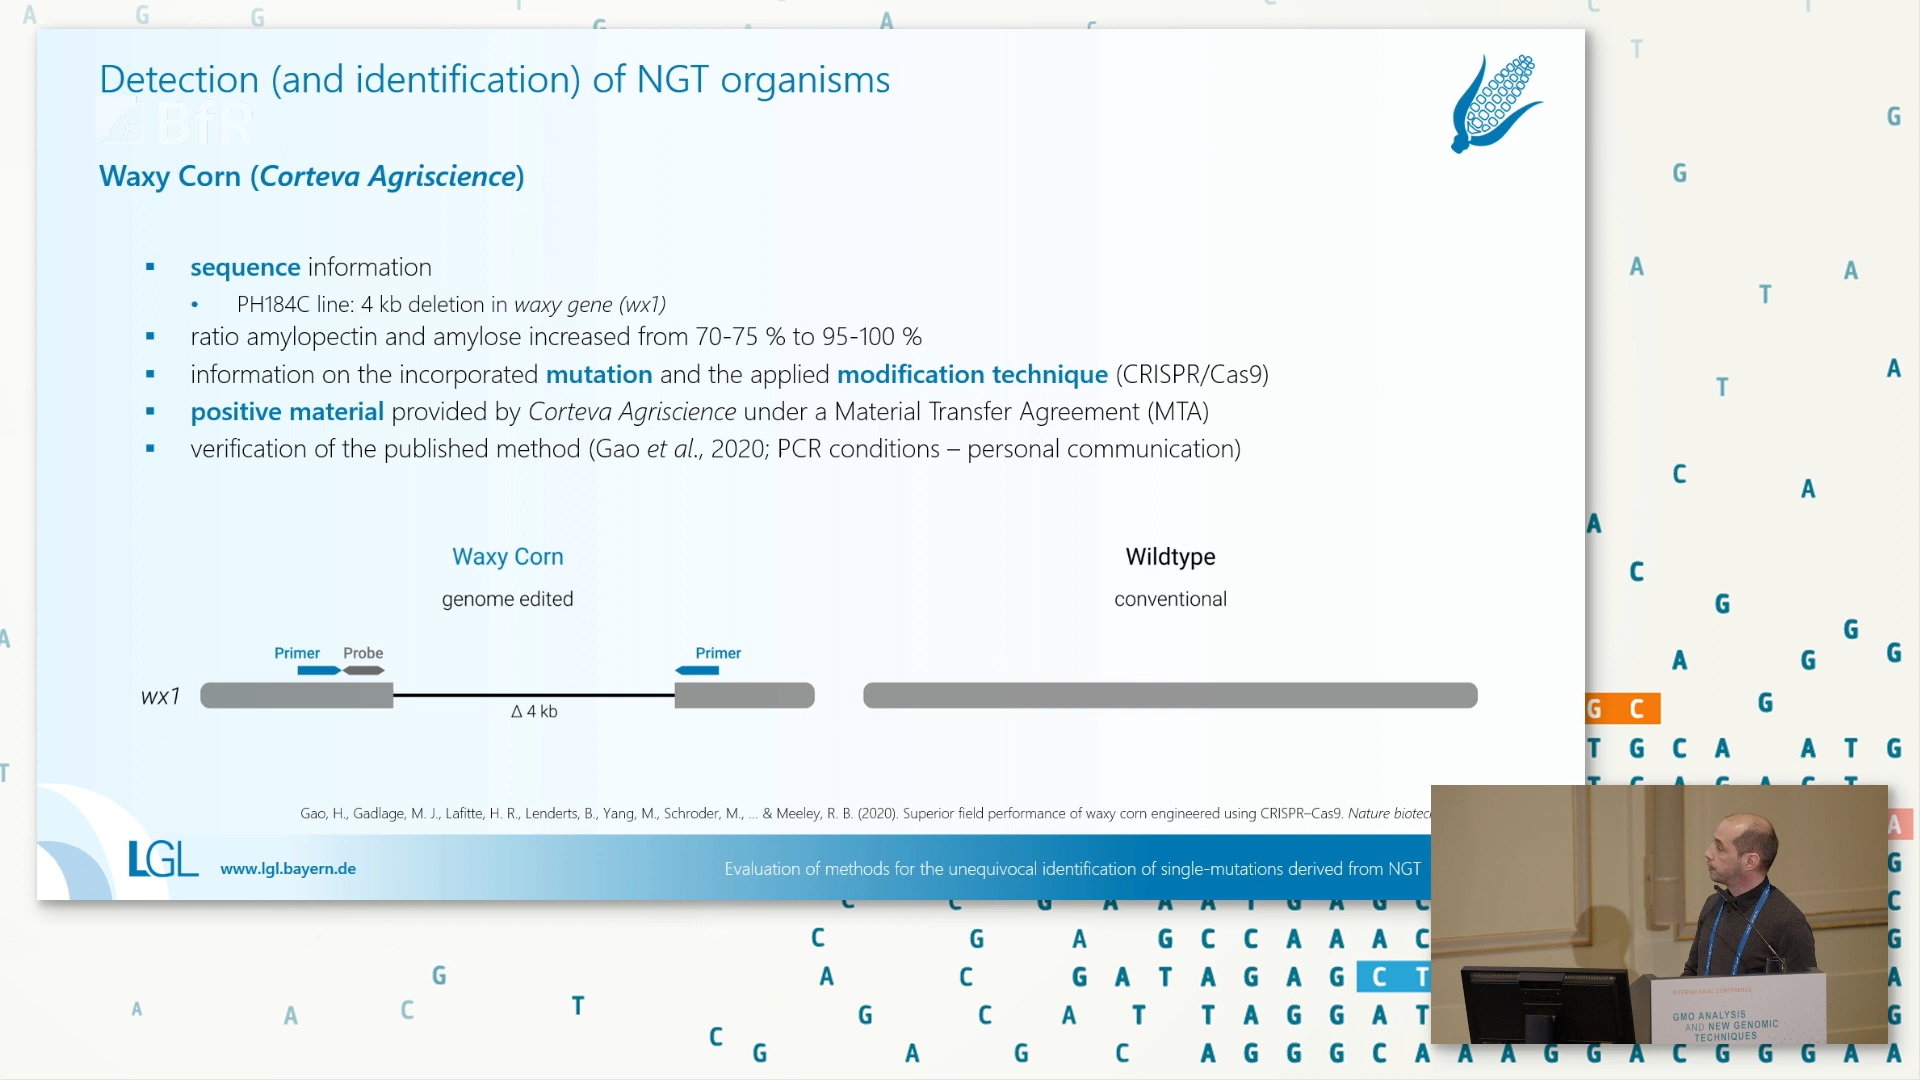 Detection (and identification) of NGT organisms
BfR
Waxy Corn (Corteva Agriscience)
▪ sequence information
• PH184C line: 4 kb deletion in waxy gene (wx1)
▪ ratio amylopectin and amylose increased from 70-75 % to 95-100 %
▪ information on the incorporated mutation and the applied modification technique (CRISPR/Cas9)
▪ positive material provided by Corteva Agriscience under a Material Transfer Agreement (MTA)
▪ verification of the published method (Gao et al., 2020; PCR conditions – personal communication)
Waxy Corn
genome edited
Wildtype
conventional
Primer Probe
Primer
wx1
Δ 4 kb
Gao, H., Gadlage, M. J., Lafitte, H. R., Lenderts, B., Yang, M., Schroder, M., ... & Meeley, R. B. (2020). Superior field performance of waxy corn engineered using CRISPR–Cas9. Nature biotec
LGL
www.lgl.bayern.de
Evaluation of methods for the unequivocal identification of single-mutations derived from NGT
INTERNATIONAL CONFERENCE
GMO ANALYSIS
AND NEW GENOMIC
TECHNIQUES
G C
T G C A A T G
C G A G C C A A A C
G A C G A T A G A G C T
A A C T G C A T T A G G A T
C
G A G C A G G G C A A A G G A C G G G A A